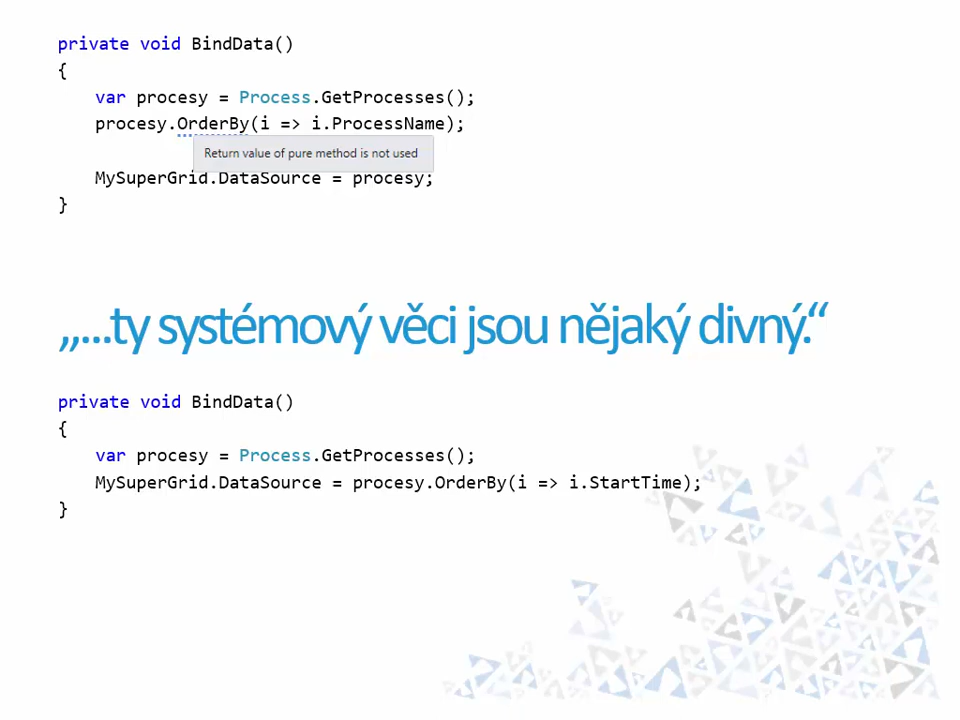 private void BindData()
{
var procesy = Process.GetProcesses();
procesy.OrderBy(i => i.ProcessName);
Return value of pure method is not used
MySuperGrid.DataSource = procesy;
}
„...ty systémový věci jsou nějaký divný.“
private void BindData()
{
var procesy = Process.GetProcesses();
MySuperGrid.DataSource = procesy.OrderBy(i => i.StartTime);
}